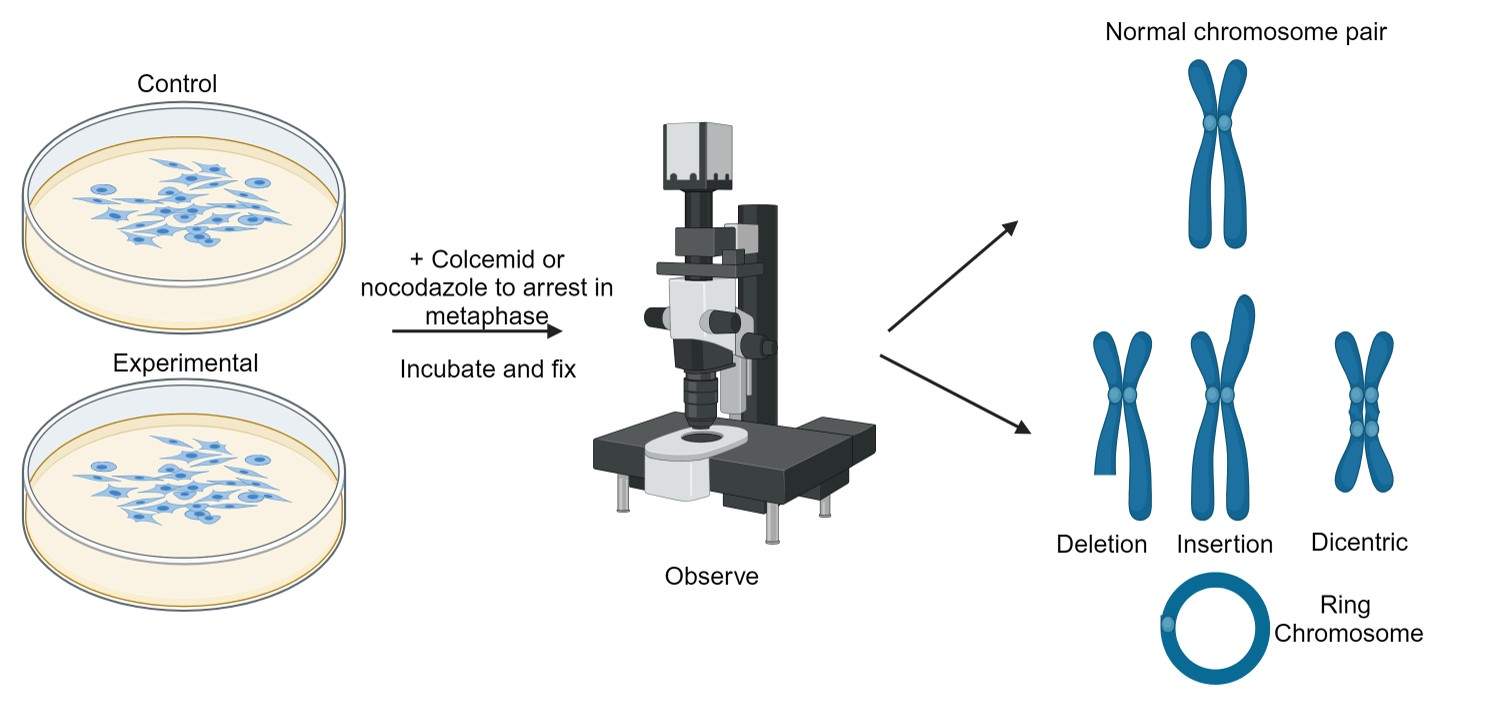 Control
Experimental
+ Colcemid or
nocodazole to arrest in
metaphase
Incubate and fix
Observe
Normal chromosome pair
Deletion
Insertion
Dicentric
Ring
Chromosome